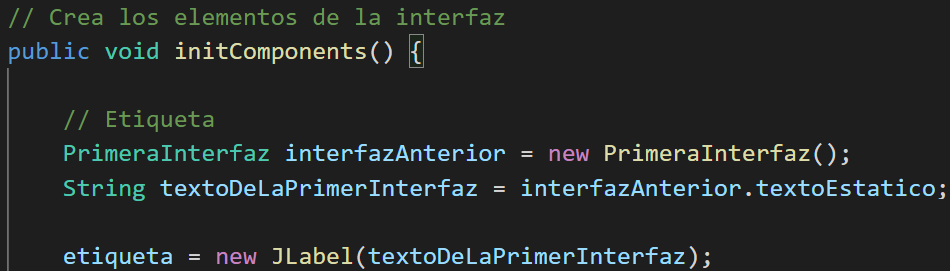 // Crea los elementos de la interfaz
public void initComponents() {
// Etiqueta
PrimeraInterfaz interfazAnterior = new PrimeraInterfaz();
String textoDeLaPrimerInterfaz = interfazAnterior.textoEstatico;
etiqueta = new JLabel(textoDeLaPrimerInterfaz);